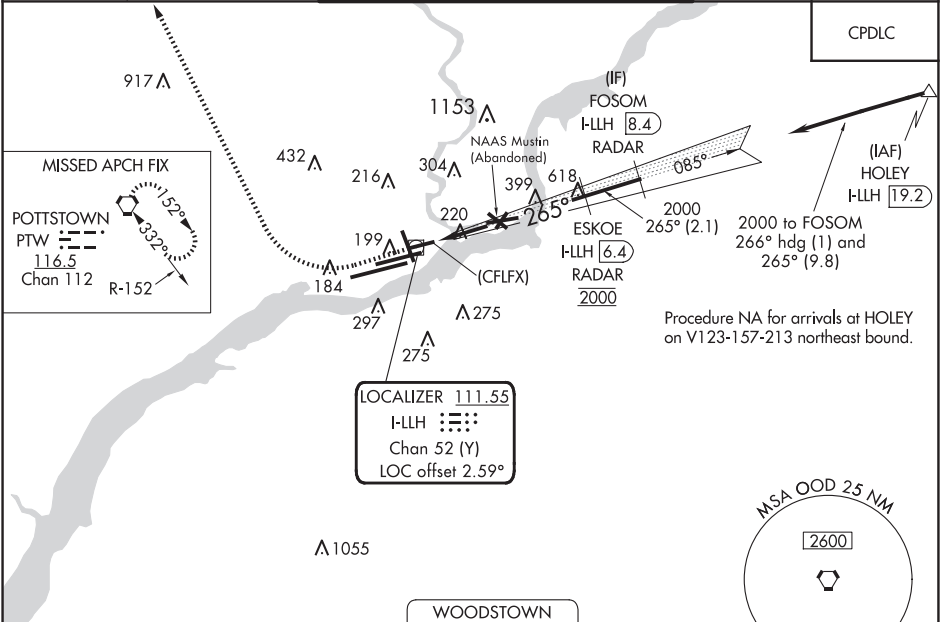 CPDLC
917
1153
(IF)
FOSOM
I-LLH 8.4
RADAR
NAAS Mustin
(Abandoned)
432
304
216
399
618
085°
(IAF)
HOLEY
I-LLH 19.2
MISSED APCH FIX
POTTSTOWN
PTW
116.5
Chan 112
152°
332°
R-152
199
220
265°
2000
265° (2.1)
ESKOE
I-LLH 6.4
RADAR
2000
2000 to FOSOM
266° hdg (1) and
265° (9.8)
184
(CFLFX)
297
275
275
Procedure NA for arrivals at HOLEY
on V123-157-213 northeast bound.
LOCALIZER 111.55
I-LLH
Chan 52 (Y)
LOC offset 2.59°
1055
MSA OOD 25 NM
2600
WOODSTOWN